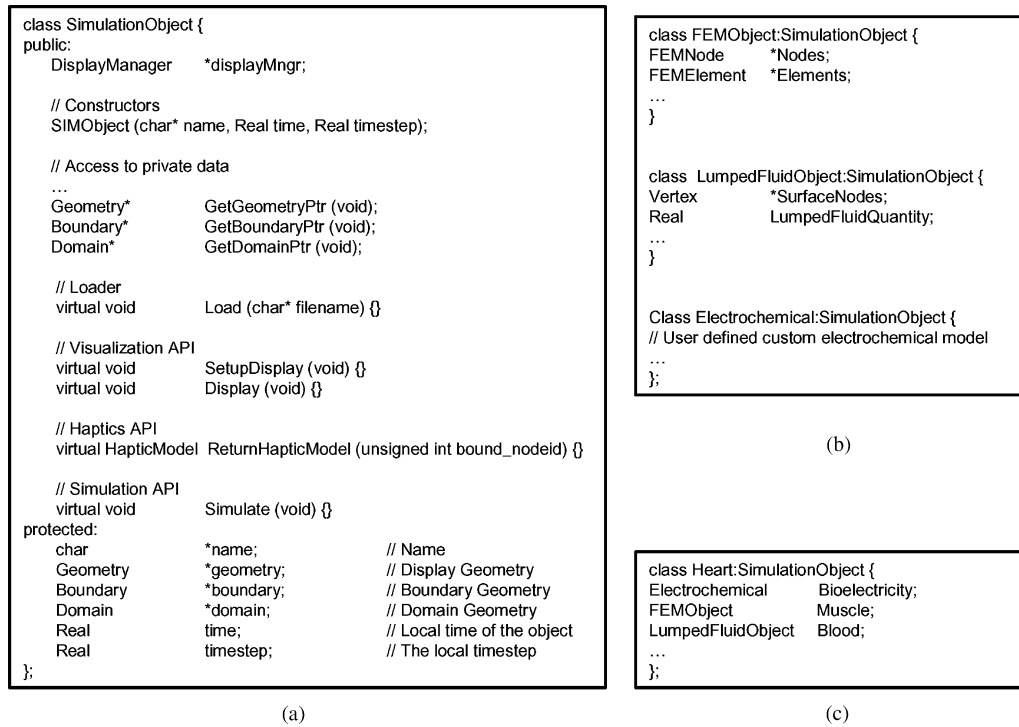 class SimulationObject {
public:
DisplayManager *displayMngr;
// Constructors
SIMObject (char* name, Real time, Real timestep);
// Access to private data
…
Geometry* GetGeometryPtr (void);
Boundary* GetBoundaryPtr (void);
Domain* GetDomainPtr (void);
// Loader
virtual void Load (char* filename) {}
// Visualization API
virtual void SetupDisplay (void) {}
virtual void Display (void) {}
// Haptics API
virtual HapticModel ReturnHapticModel (unsigned int bound_nodeid) {}
// Simulation API
virtual void Simulate (void) {}
protected:
char *name; // Name
Geometry *geometry; // Display Geometry
Boundary *boundary; // Boundary Geometry
Domain *domain; // Domain Geometry
Real time; // Local time of the object
Real timestep; // The local timestep
};
(a)
class FEMObject:SimulationObject {
FEMNode *Nodes;
FEMElement *Elements;
…
}
class LumpedFluidObject:SimulationObject {
Vertex *SurfaceNodes;
Real LumpedFluidQuantity;
…
}
Class Electrochemical:SimulationObject {
// User defined custom electrochemical model
…
};
(b)
class Heart:SimulationObject {
Electrochemical Bioelectricity;
FEMObject Muscle;
LumpedFluidObject Blood;
…
};
(c)